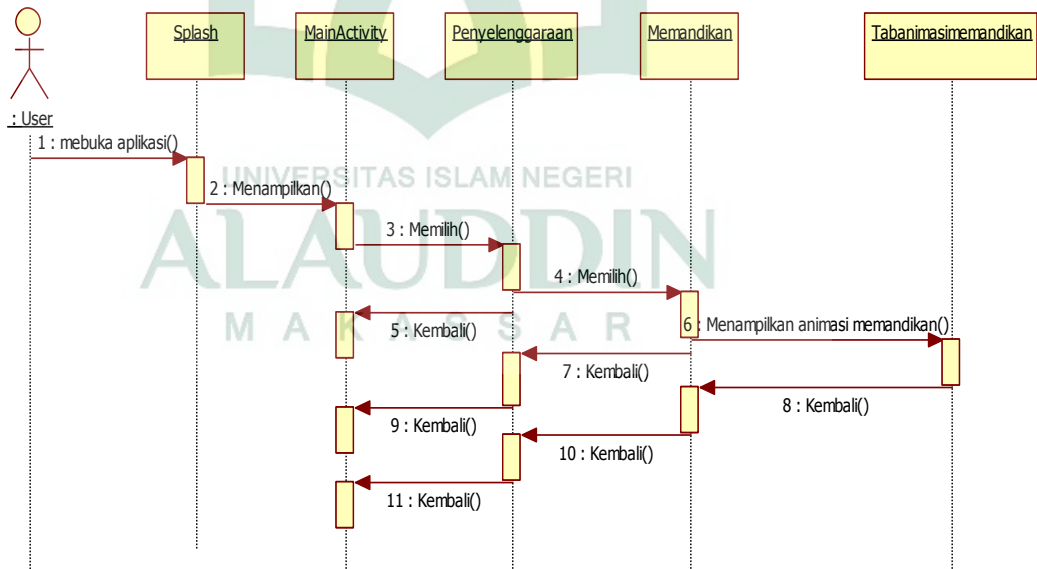 Splash
MainActivity
Penyelenggaraan
Memandikan
Tabanimasimemandikan
: User
1 : mebuka aplikasi()
UNIVERSITAS ISLAM NEGERI
2 : Menampilkan()
3 : Memilih()
ALAUDDIN
4 : Memilih()
MAKASSAR
5 : Kembali()
6 : Menampilkan animasi memandikan()
7 : Kembali()
8 : Kembali()
9 : Kembali()
10 : Kembali()
11 : Kembali()